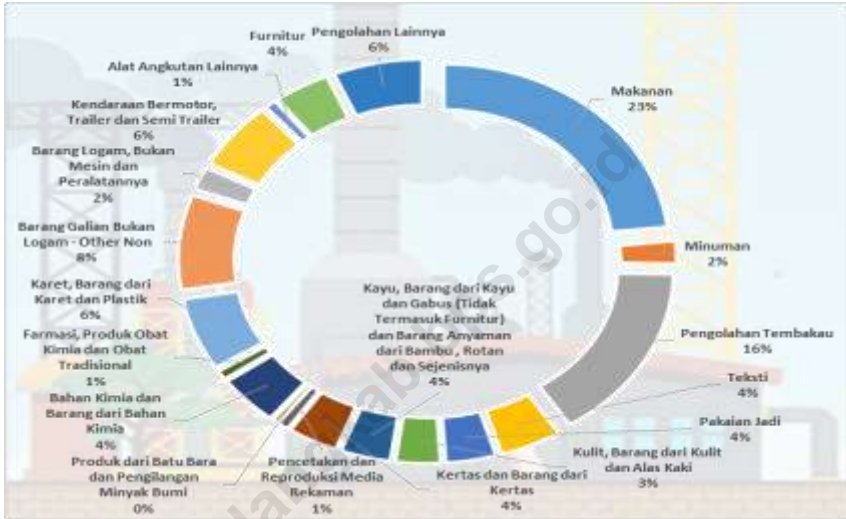 Furnitur
4%
Pengolahan Lainnya
6%
Alat Angkutan Lainnya
1%
Kendaraan Bermotor,
Trailer dan Semi Trailer
6%
Barang Logam, Bukan
Mesin dan
Peralatannya
2%
Barang Galian Bukan
Logam - Other Non
8%
Karet, Barang dari
Karet dan Plastik
6%
Farmasi, Produk Obat
Kimia dan Obat
Tradisional
1%
Bahan Kimia dan
Barang dari Bahan
Kimia
4%
Produk dari Batu Bara
dan Pengilangan
Minyak Bumi
0%
Pencetakan dan
Reproduksi Media
Rekaman
1%
Kayu, Barang dari Kayu
dan Gabus (Tidak
Termasuk Furnitur)
dan Barang Anyaman
dari Bambu , Rotan
dan Sejenisnya
4%
Kertas dan Barang dari
Kertas
4%
Kulit, Barang dari Kulit
dan Alas Kaki
3%
Pakaian Jadi
4%
Teksti
4%
Pengolahan Tembakau
16%
Minuman
2%
Makanan
23%
.bps.go.id